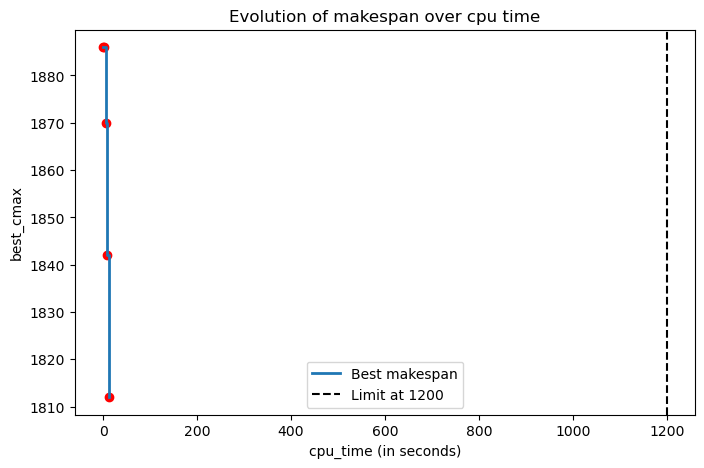 Evolution of makespan over cpu time
1880
1870
1860
1850
1840
1830
1820
1810
best_cmax
0 200 400 600 800 1000 1200
cpu_time (in seconds)
Best makespan
Limit at 1200